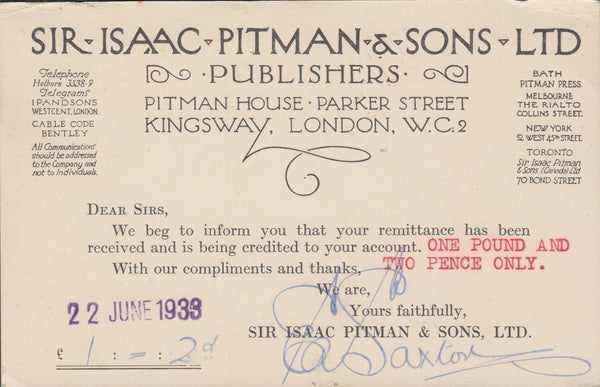 SIR·ISAAC·PITMAN·&·SONS·LTD
·PUBLISHERS·
PITMAN HOUSE·PARKER STREET
KINGSWAY, LONDON, W.C.2
Telephone
Holborn 3538-9
Telegrams
IPANDSONS
WESTCENT, LONDON.
CABLE CODE
BENTLEY
All Communications
should be addressed
to the Company and
not to Individuals.
BATH
PITMAN PRESS.
MELBOURNE
THE RIALTO
COLLINS STREET.
NEW YORK
2 WEST 45th STREET.
TORONTO
Sir Isaac Pitman
& Sons (Canada) Ltd
70 BOND STREET
DEAR SIRS,
We beg to inform you that your remittance has been
received and is being credited to your account. ONE POUND AND
With our compliments and thanks, TWO PENCE ONLY.
We are,
Yours faithfully,
22 JUNE 1933
SIR ISAAC PITMAN & SONS, LTD.
£ 1 : - : 2d
Saxton